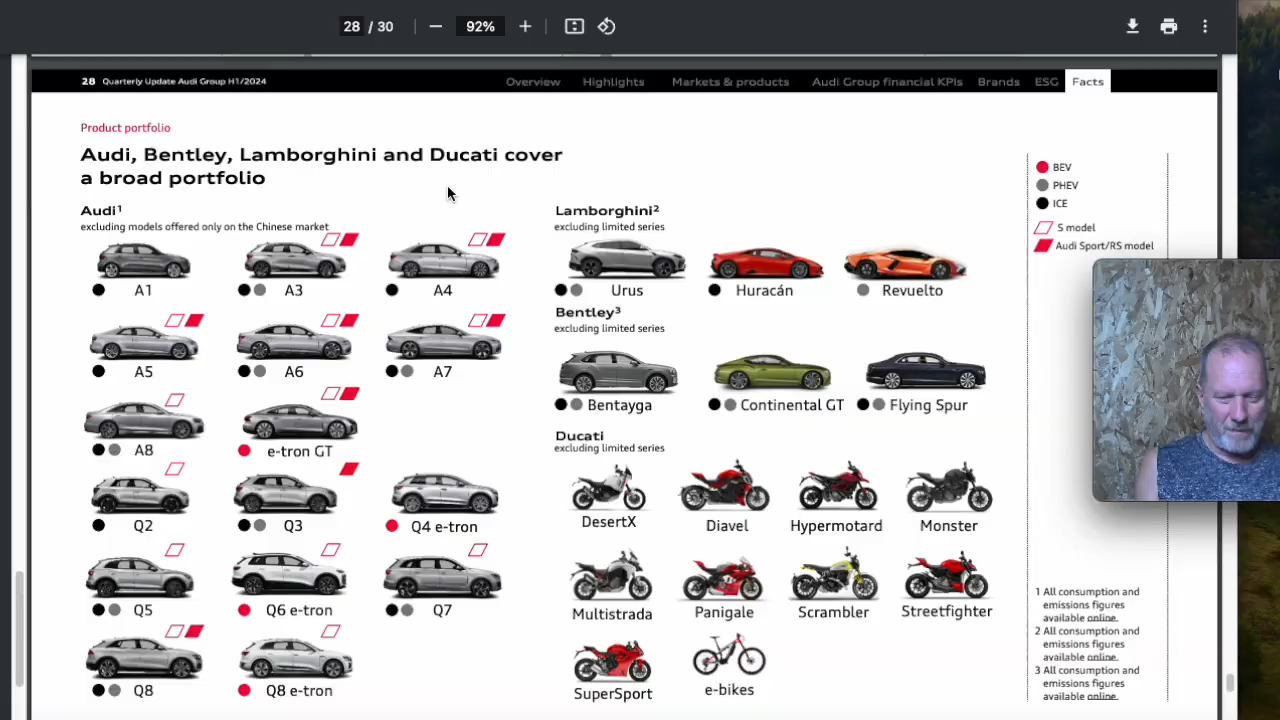 28 / 30
92%
28 Quarterly Update Audi Group H1/2024
Overview Highlights Markets & products Audi Group financial KPIs Brands ESG Facts
Product portfolio
Audi, Bentley, Lamborghini and Ducati cover
a broad portfolio
Audi¹
excluding models offered only on the Chinese market
A1 A3 A4
A5 A6 A7
A8 e-tron GT
Q2 Q3 Q4 e-tron
Q5 Q6 e-tron Q7
Q8 Q8 e-tron
Lamborghini²
excluding limited series
Urus Huracán Revuelto
Bentley³
excluding limited series
Bentayga Continental GT Flying Spur
Ducati
excluding limited series
DesertX Diavel Hypermotard Monster
Multistrada Panigale Scrambler Streetfighter
SuperSport e-bikes
BEV
PHEV
ICE
S model
Audi Sport/RS model
1 All consumption and
emissions figures
available online.
2 All consumption and
emissions figures
available online.
3 All consumption and
emissions figures
available online.